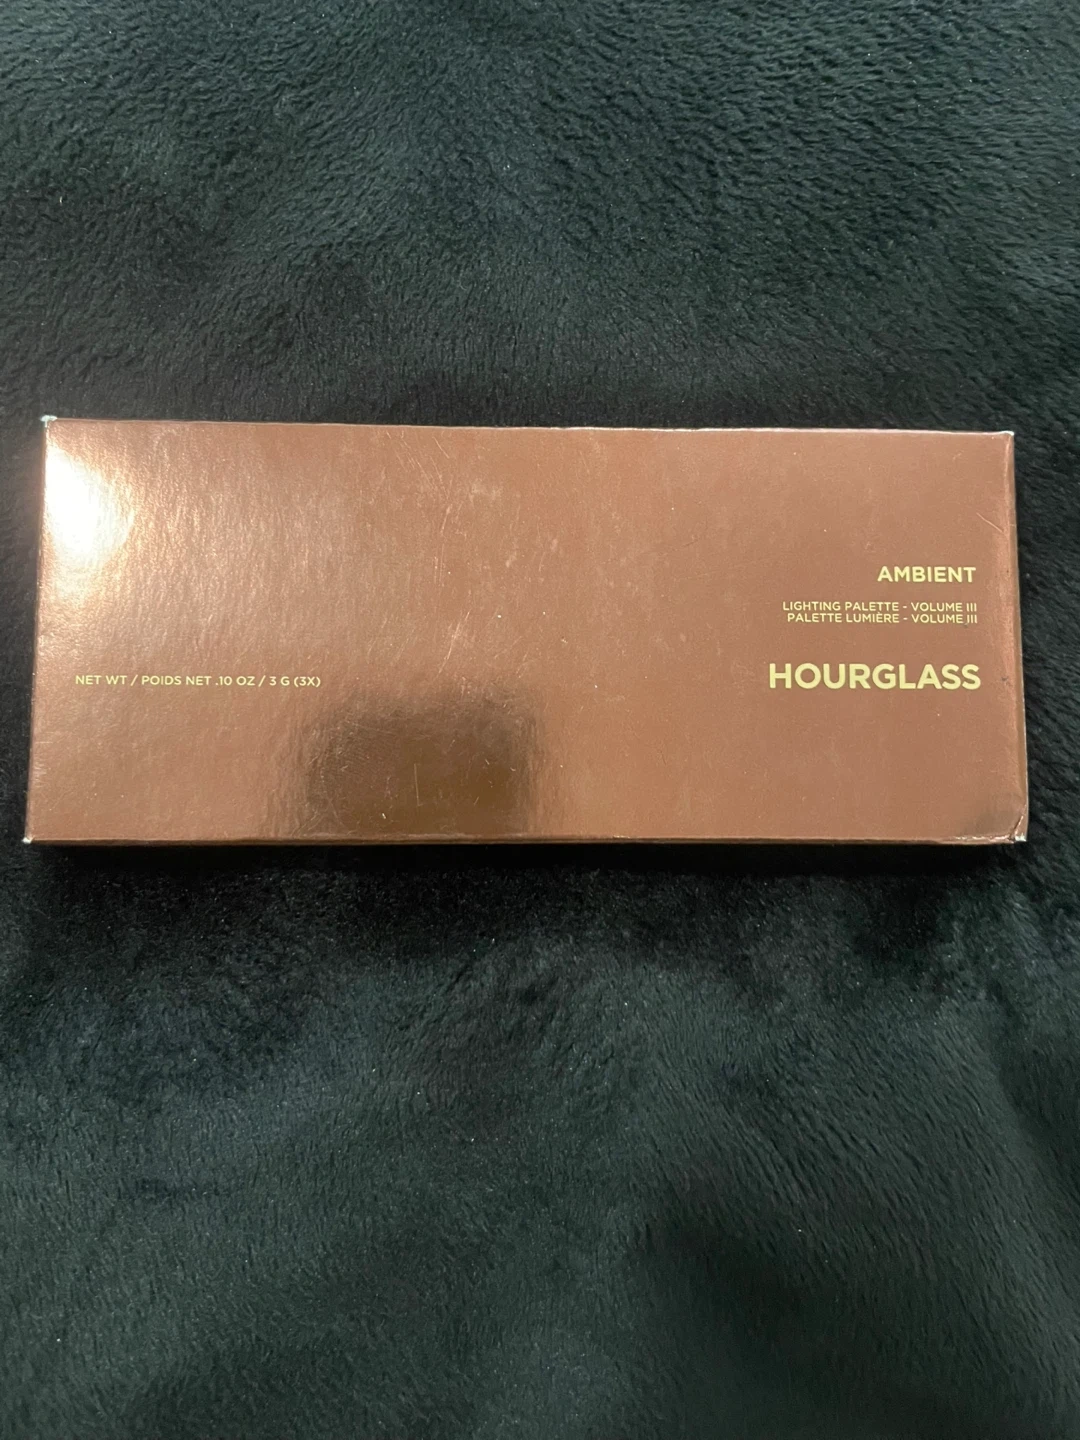 AMBIENT
LIGHTING PALETTE - VOLUME III
PALETTE LUMIÈRE - VOLUME III
HOURGLASS
NET WT / POIDS NET .10 OZ / 3 G (3X)